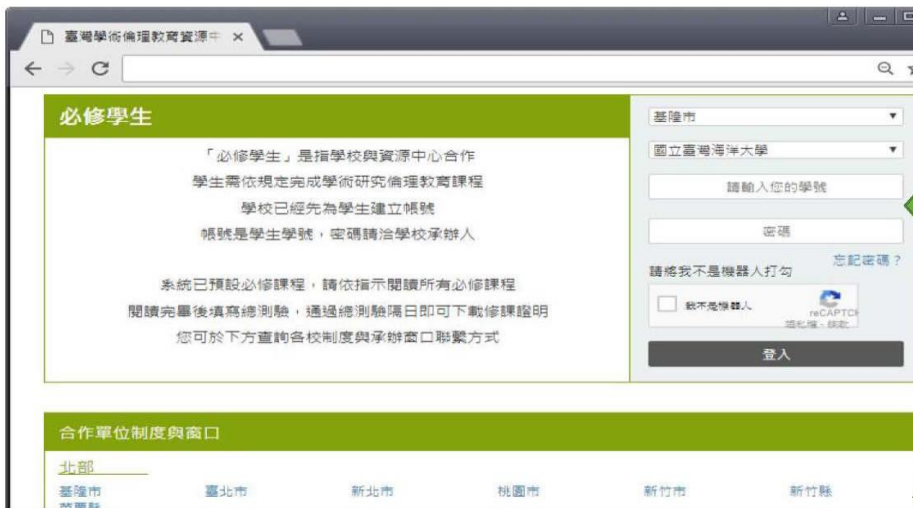 臺灣學術倫理教育資源中
必修學生
「必修學生」是指學校與資源中心合作
學生需依規定完成學術研究倫理教育課程
學校已經先為學生建立帳號
帳號是學生學號，密碼請洽學校承辦人
系統已預設必修課程，請依指示閱讀所有必修課程
閱讀完畢後填寫總測驗，通過總測驗隔日即可下載修課證明
您可於下方查詢各校制度與承辦窗口聯繫方式
基隆市
國立臺灣海洋大學
請輸入您的學號
密碼
忘記密碼？
請將我不是機器人打勾
我不是機器人
reCAPTCH
隱私權 - 條款
登入
合作單位制度與窗口
北部
基隆市 臺北市 新北市 桃園市 新竹市 新竹縣
苗栗縣